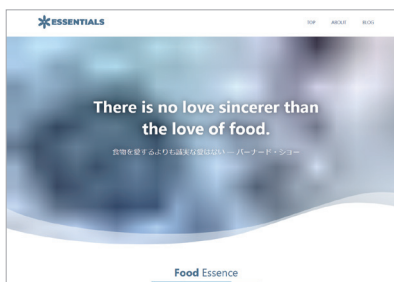 ESSENTIALS
TOP ABOUT BLOG
There is no love sincerer than
the love of food.
食物を愛するよりも誠実な愛はない — バーナード・ショー
Food Essence